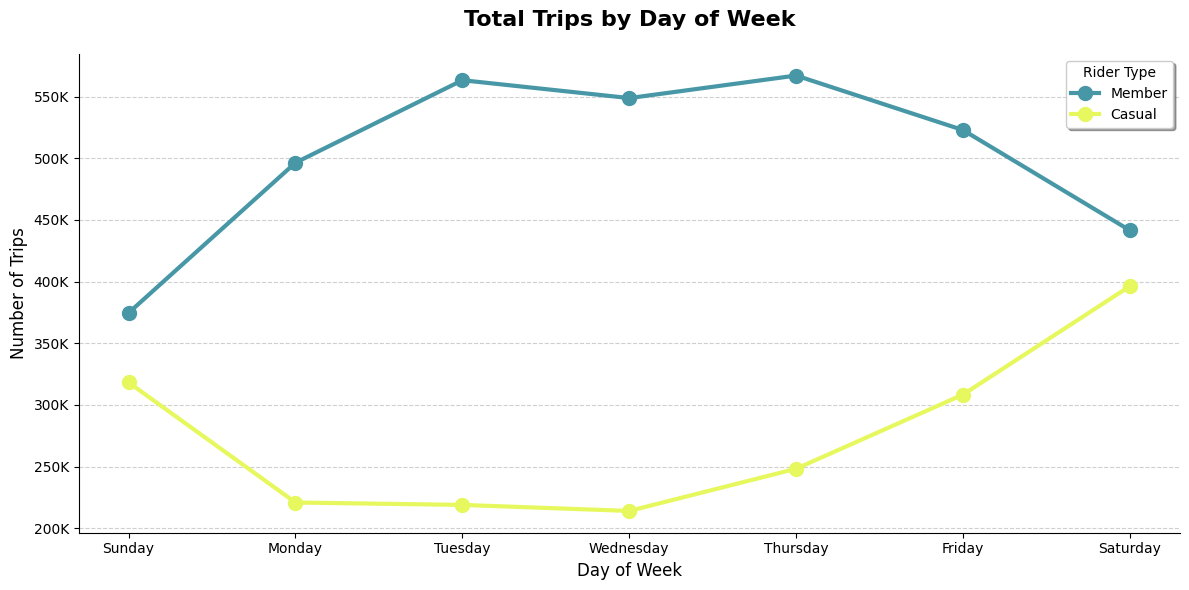 Total Trips by Day of Week
Rider Type
Member
Casual
550K
500K
450K
400K
350K
300K
250K
200K
Number of Trips
Sunday Monday Tuesday Wednesday Thursday Friday Saturday
Day of Week